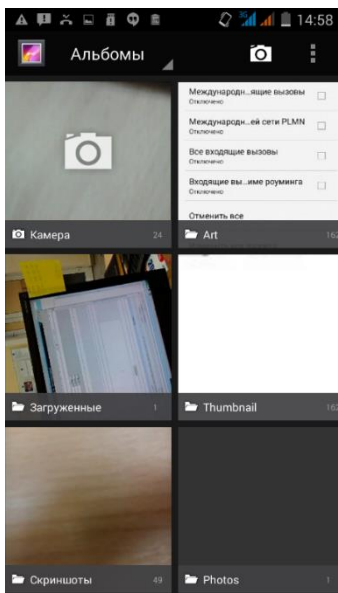 14:58
Альбомы
Международн...ящие вызовы
Отключено
Международн...ей сети PLMN
Отключено
Все входящие вызовы
Отключено
Входящие вы...име роуминга
Отключено
Отменить все
Камера 24
Art 162
Загруженные 1
Thumbnail 162
Скриншоты 49
Photos 1